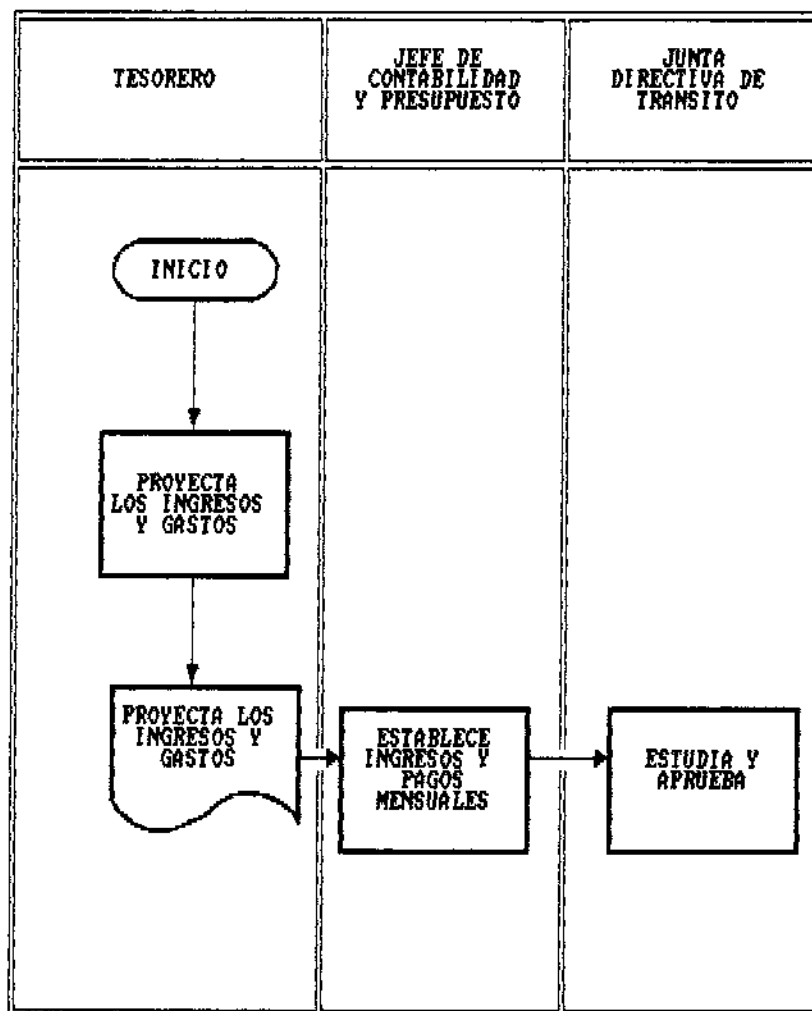 TESORERO
JEFE DE
CONTABILIDAD
Y PRESUPUESTO
JUNTA
DIRECTIVA DE
TRANSITO
INICIO
PROYECTA
LOS INGRESOS
Y GASTOS
PROYECTA LOS
INGRESOS Y
GASTOS
ESTABLECE
INGRESOS Y
PAGOS
MENSUALES
ESTUDIA Y
APRUEBA